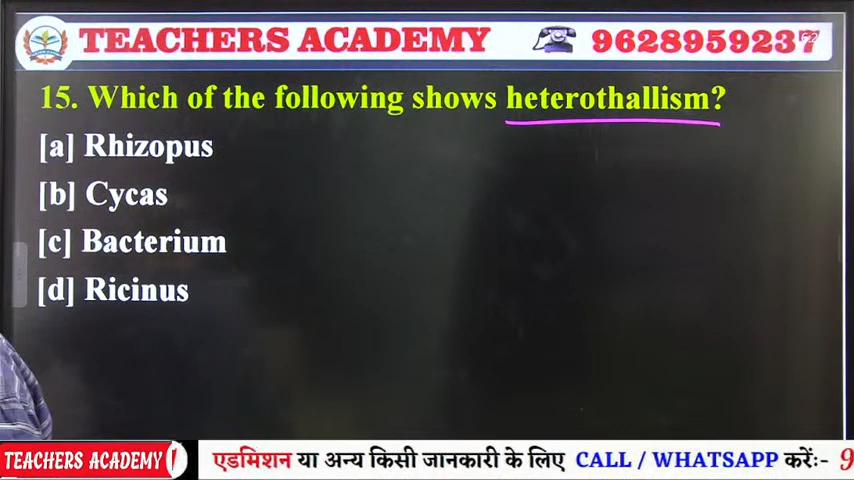 TEACHERS ACADEMY
9628959237
15. Which of the following shows heterothallism?
[a] Rhizopus
[b] Cycas
[c] Bacterium
[d] Ricinus
TEACHERS ACADEMY
एडमिशन या अन्य किसी जानकारी के लिए CALL / WHATSAPP करेंः- 9